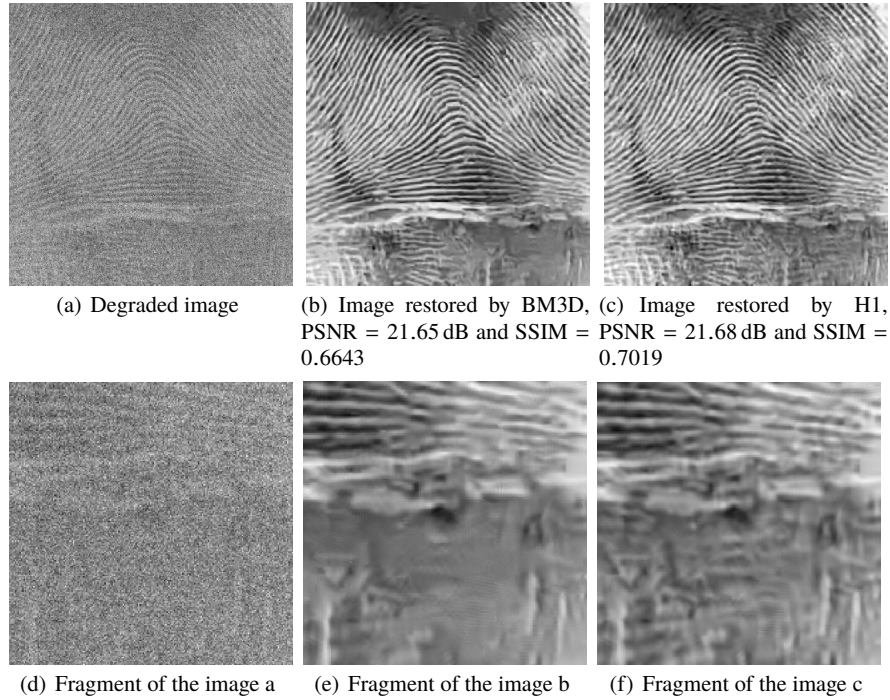 (a) Degraded image
(b) Image restored by BM3D,
PSNR = 21.65 dB and SSIM =
0.6643
(c) Image restored by H1,
PSNR = 21.68 dB and SSIM =
0.7019
(d) Fragment of the image a
(e) Fragment of the image b
(f) Fragment of the image c